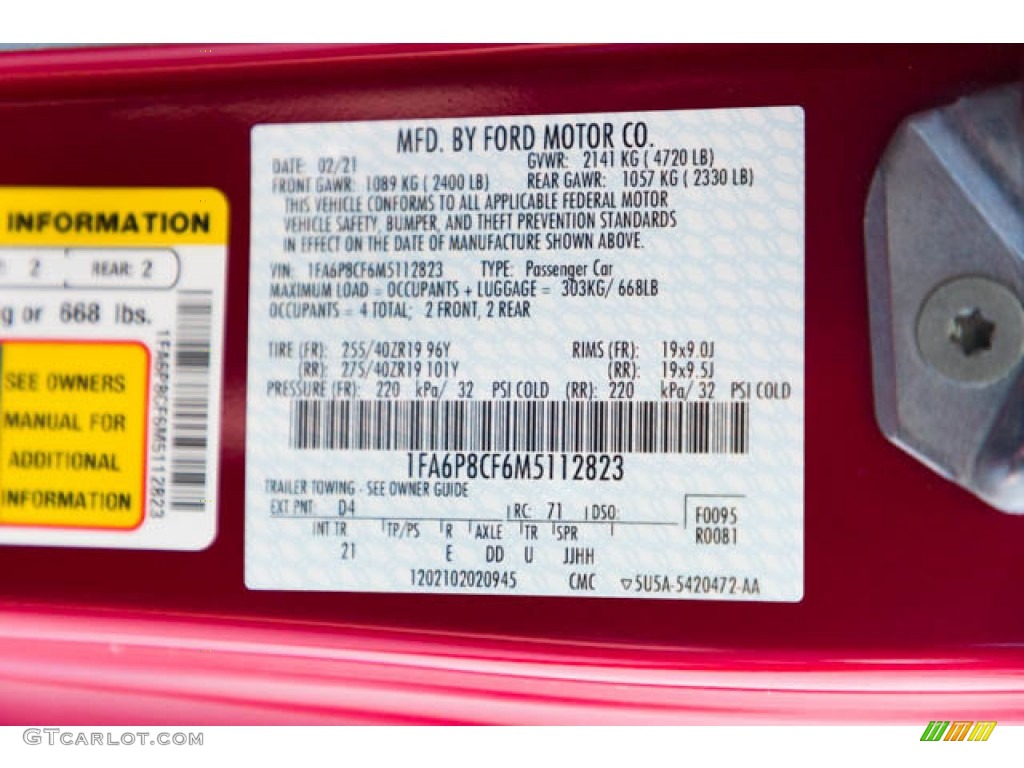 MFD. BY FORD MOTOR CO.
DATE: 02/21 GVWR: 2141 KG ( 4720 LB)
FRONT GAWR: 1089 KG ( 2400 LB) REAR GAWR: 1057 KG ( 2330 LB)
THIS VEHICLE CONFORMS TO ALL APPLICABLE FEDERAL MOTOR
VEHICLE SAFETY, BUMPER, AND THEFT PREVENTION STANDARDS
IN EFFECT ON THE DATE OF MANUFACTURE SHOWN ABOVE.
VIN: 1FA6P8CF6M5112823 TYPE: Passenger Car
MAXIMUM LOAD = OCCUPANTS + LUGGAGE = 303KG/ 668LB
OCCUPANTS = 4 TOTAL; 2 FRONT, 2 REAR
TIRE (FR): 255/40ZR19 96Y RIMS (FR): 19x9.0J
(RR): 275/40ZR19 101Y (RR): 19x9.5J
PRESSURE (FR): 220 kPa/ 32 PSI COLD (RR): 220 kPa/ 32 PSI COLD
1FA6P8CF6M5112823
TRAILER TOWING - SEE OWNER GUIDE
EXT PNT: D4 RC: 71 DSO:
F0095
R0081
INT TR TP/PS R AXLE TR SPR
21 E DD U JJHH
1202102020945 CMC ▽5U5A-5420472-AA
INFORMATION
2 REAR: 2
g or 668 lbs.
SEE OWNERS
MANUAL FOR
ADDITIONAL
INFORMATION
1FA6P8CF6M5112823
GTCARLOT.COM